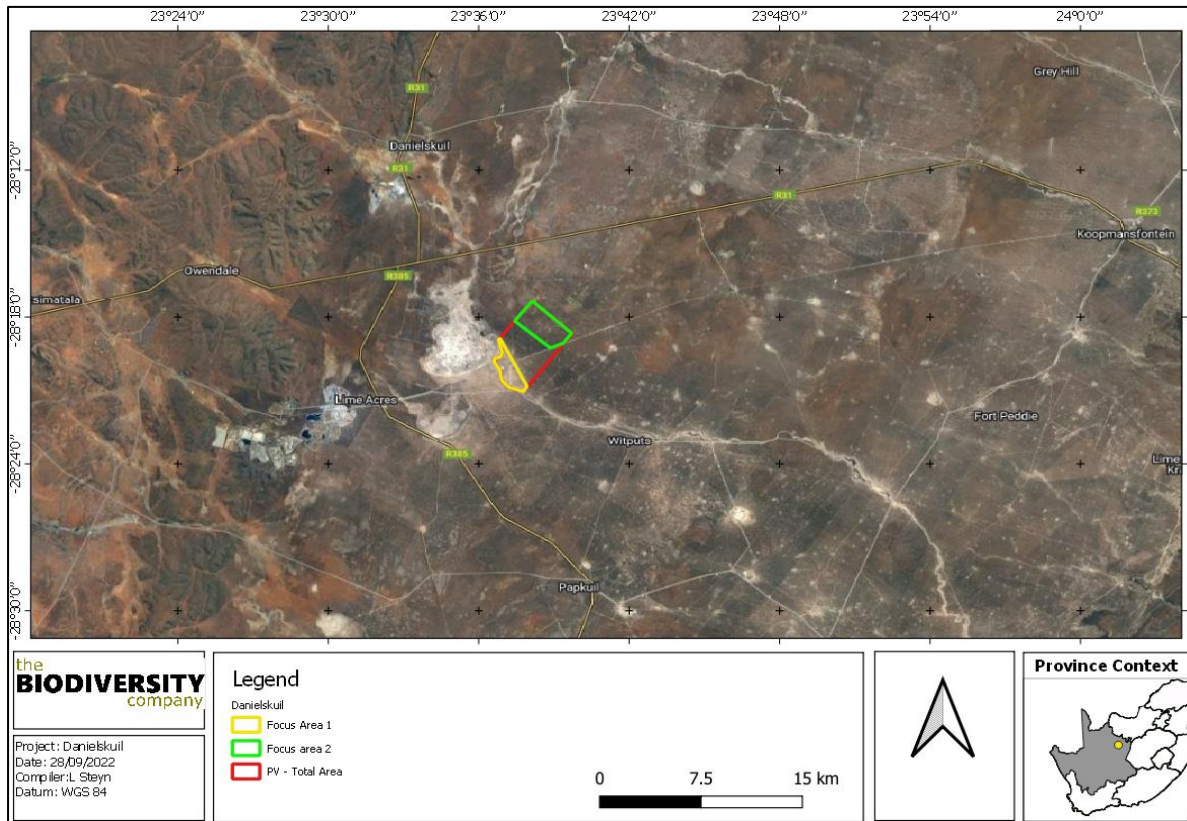 23°24'0" 23°30'0" 23°36'0" 23°42'0" 23°48'0" 23°54'0" 24°0'0"
Grey Hill
R31
Danielskuil
-28°12'0"
R31
R31
R373
Koopmansfontein
Owendale
R385
simatala
-28°18'0"
Lime Acres
Fort Peddie
Witputs
R385
Lime
Kr
-28°24'0"
Papkuil
-28°30'0"
the
BIODIVERSITY
company
Project: Danielskuil
Date: 28/09/2022
Compiler:L Steyn
Datum: WGS 84
Legend
Danielskuil
Focus Area 1
Focus area 2
PV - Total Area
0 7.5 15 km
Province Context